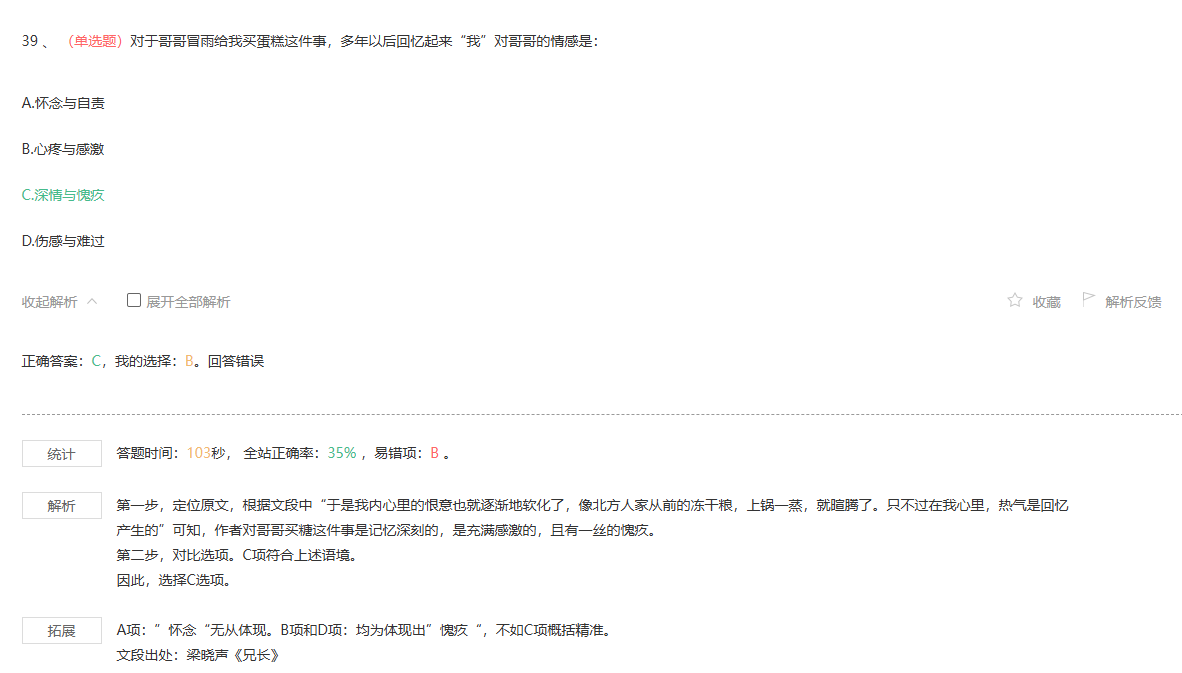 39 、 （单选题）对于哥哥冒雨给我买蛋糕这件事，多年以后回忆起来“我”对哥哥的情感是：
A.怀念与自责
B.心疼与感激
C.深情与愧疚
D.伤感与难过
收起解析 展开全部解析 收藏 解析反馈
正确答案：C，我的选择：B。回答错误
统计 答题时间：103秒， 全站正确率：35% ，易错项：B 。
解析 第一步，定位原文，根据文段中“于是我内心里的恨意也就逐渐地软化了，像北方人家从前的冻干粮，上锅一蒸，就暄腾了。只不过在我心里，热气是回忆
产生的”可知，作者对哥哥买糖这件事是记忆深刻的，是充满感激的，且有一丝的愧疚。
第二步，对比选项。C项符合上述语境。
因此，选择C选项。
拓展 A项：”怀念“无从体现。B项和D项：均为体现出”愧疚“，不如C项概括精准。
文段出处：梁晓声《兄长》